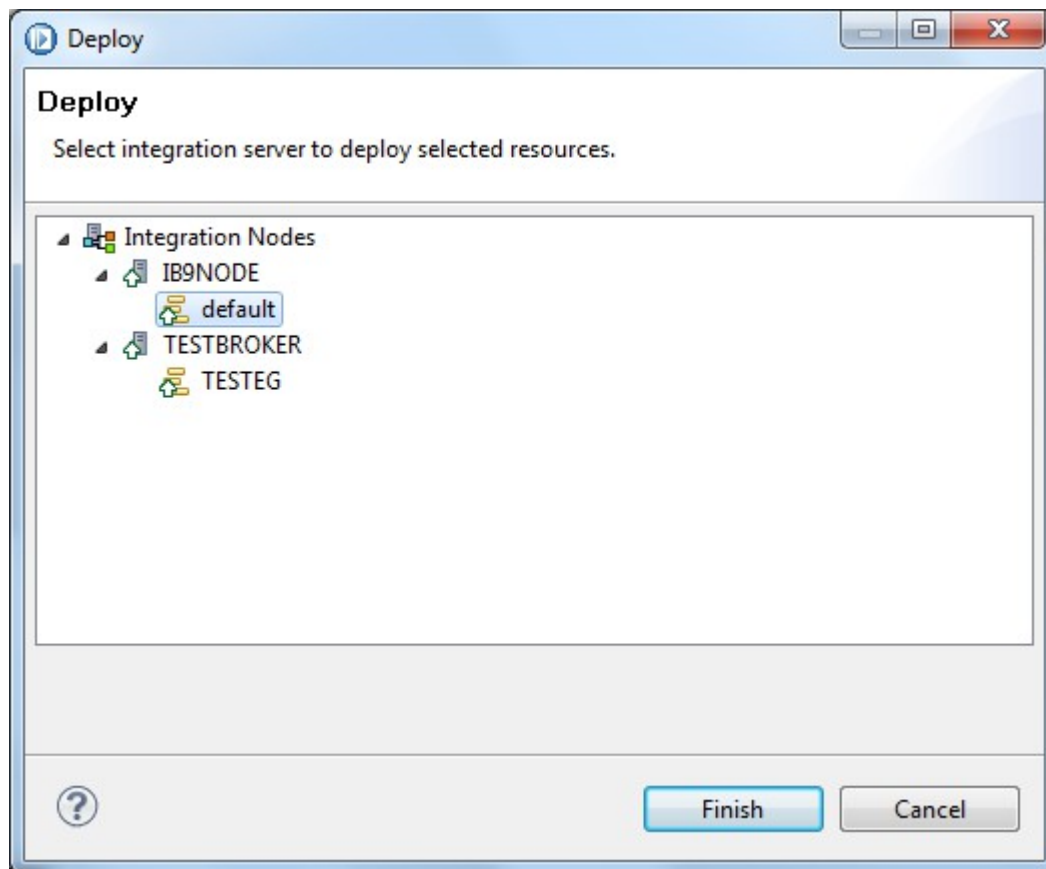 Deploy
Deploy
Select integration server to deploy selected resources.
Integration Nodes
IB9NODE
default
TESTBROKER
TESTEG
?
Finish Cancel